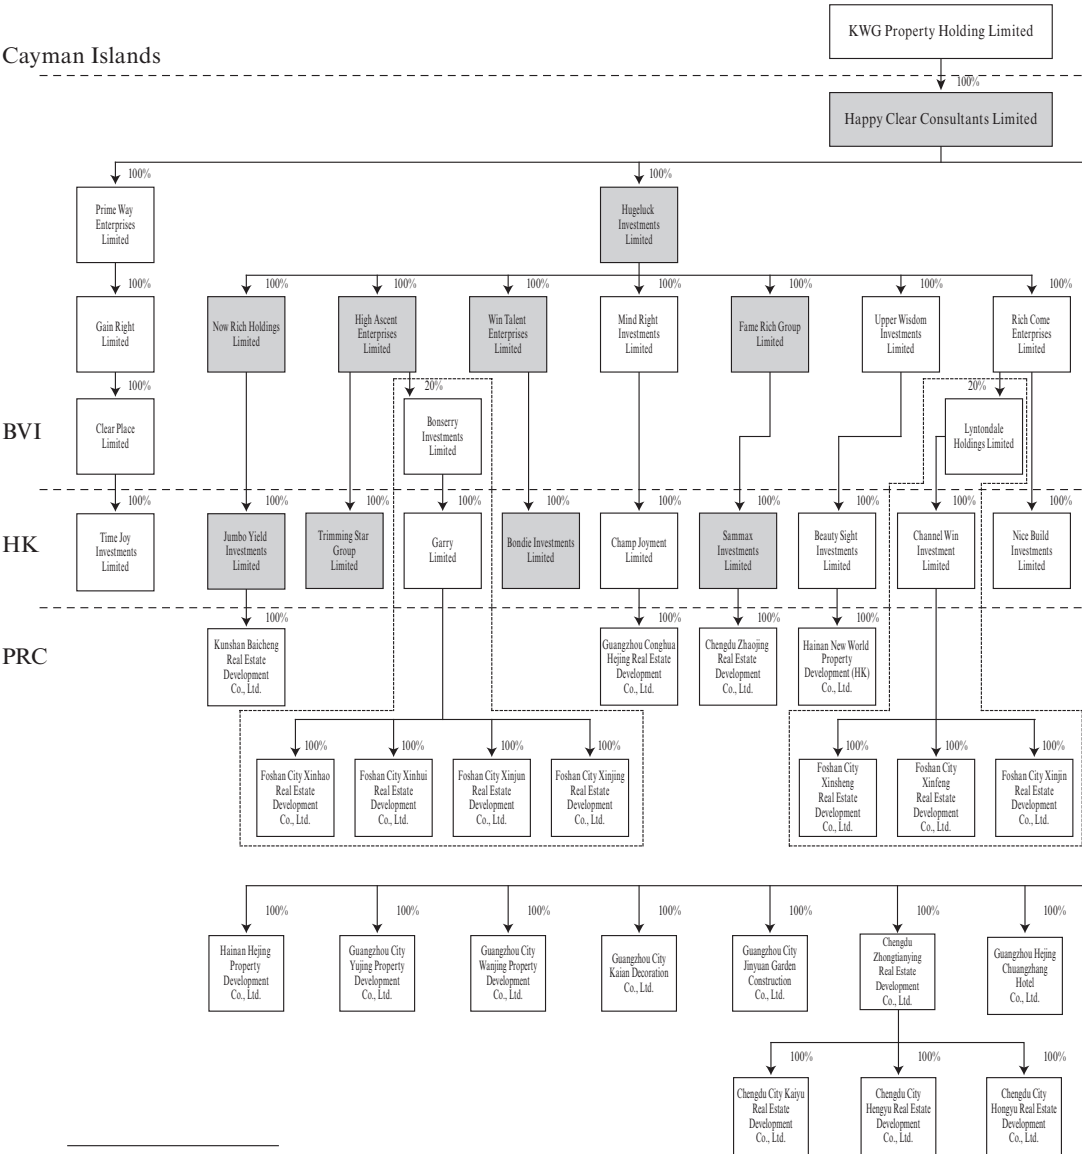 KWG Property Holding Limited
Cayman Islands
100%
Happy Clear Consultants Limited
100%
100%
Prime Way
Enterprises
Limited
Hugeluck
Investments
Limited
100%
100%
100%
100%
100%
100%
100%
100%
Gain Right
Limited
Now Rich Holdings
Limited
High Ascent
Enterprises
Limited
Win Talent
Enterprises
Limited
Mind Right
Investments
Limited
Fame Rich Group
Limited
Upper Wisdom
Investments
Limited
Rich Come
Enterprises
Limited
100%
20%
20%
BVI
Clear Place
Limited
Bonserry
Investments
Limited
Lyntondale
Holdings Limited
100%
100%
100%
100%
100%
100%
100%
100%
100%
100%
HK
Time Joy
Investments
Limited
Jumbo Yield
Investments
Limited
Trimming Star
Group
Limited
Garry
Limited
Bondie Investments
Limited
Champ Joyment
Limited
Sammax
Investments
Limited
Beauty Sight
Investments
Limited
Channel Win
Investment
Limited
Nice Build
Investments
Limited
100%
100%
100%
100%
PRC
Kunshan Baicheng
Real Estate
Development
Co., Ltd.
Guangzhou Conghua
Hejing Real Estate
Development
Co., Ltd.
Chengdu Zhaojing
Real Estate
Development
Co., Ltd.
Hainan New World
Property
Development (HK)
Co., Ltd.
100%
100%
100%
100%
100%
100%
100%
Foshan City Xinhao
Real Estate
Development
Co., Ltd.
Foshan City Xinhui
Real Estate
Development
Co., Ltd.
Foshan City Xinjun
Real Estate
Development
Co., Ltd.
Foshan City Xinjing
Real Estate
Development
Co., Ltd.
Foshan City
Xinsheng
Real Estate
Development
Co., Ltd.
Foshan City
Xinfeng
Real Estate
Development
Co., Ltd.
Foshan City Xinjin
Real Estate
Development
Co., Ltd.
100%
100%
100%
100%
100%
100%
100%
Hainan Hejing
Property
Development
Co., Ltd.
Guangzhou City
Yujing Property
Development
Co., Ltd.
Guangzhou City
Wanjing Property
Development
Co., Ltd.
Guangzhou City
Kaian Decoration
Co., Ltd.
Guangzhou City
Jinyuan Garden
Construction
Co., Ltd.
Chengdu
Zhongtianying
Real Estate
Development
Co., Ltd.
Guangzhou Hejing
Chuangzhang
Hotel
Co., Ltd.
100%
100%
100%
Chengdu City Kaiyu
Real Estate
Development
Co., Ltd.
Chengdu City
Hengyu Real Estate
Development
Co., Ltd.
Chengdu City
Hongyu Real Estate
Development
Co., Ltd.